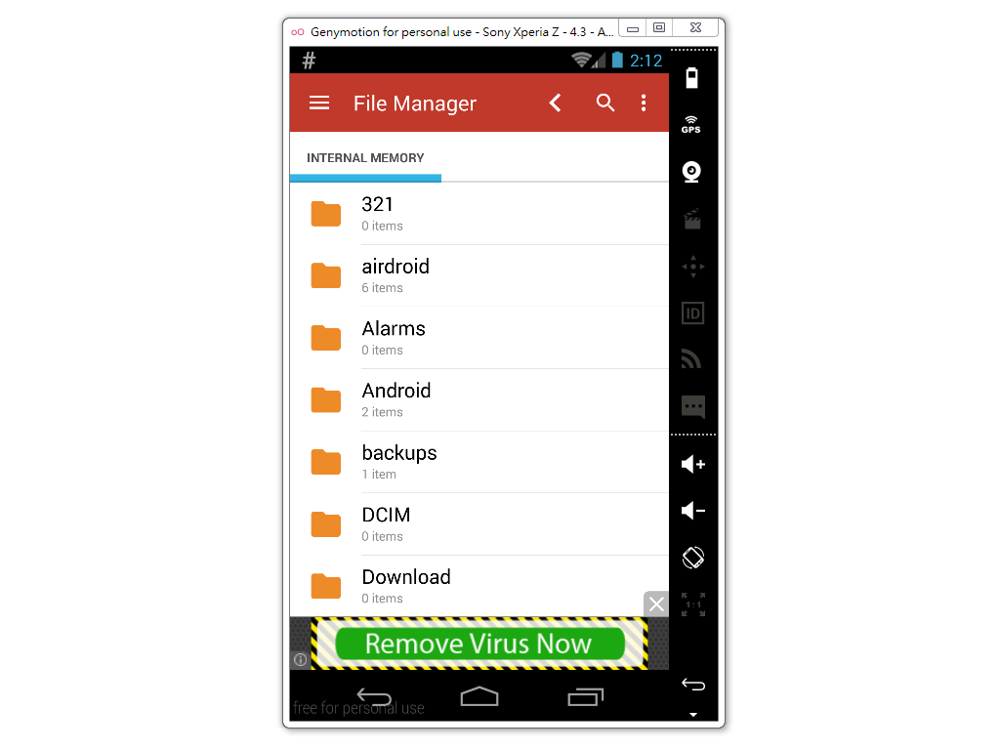 Genymotion for personal use - Sony Xperia Z - 4.3 - A...
# 2:12
File Manager
GPS
INTERNAL MEMORY
321
0 items
airdroid
6 items
Alarms
0 items
ID
Android
2 items
backups
1 item
DCIM
0 items
Download
0 items
1:1
Remove Virus Now
free for personal use